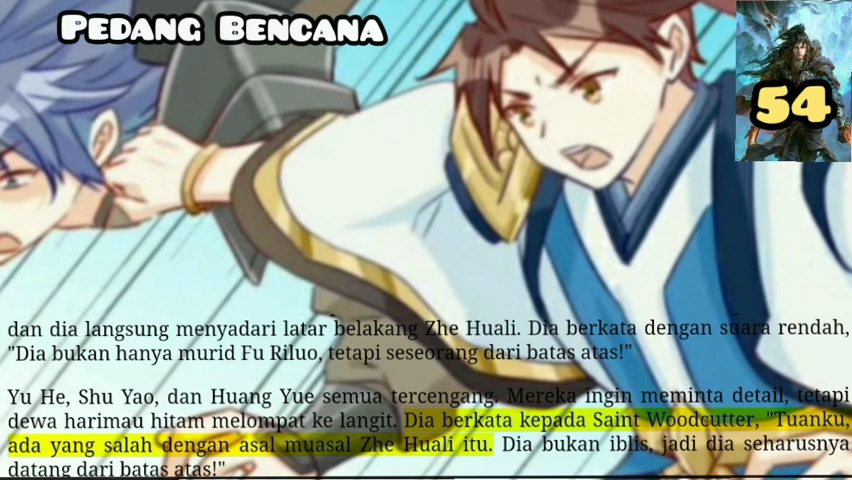 Pedang Bencana
54
dan dia langsung menyadari latar belakang Zhe Huali. Dia berkata dengan suara rendah,
"Dia bukan hanya murid Fu Riluo, tetapi seseorang dari batas atas!"
Yu He, Shu Yao, dan Huang Yue semua tercengang. Mereka ingin meminta detail, tetapi
dewa harimau hitam melompat ke langit. Dia berkata kepada Saint Woodcutter, "Tuanku,
ada yang salah dengan asal muasal Zhe Huali itu. Dia bukan iblis, jadi dia seharusnya
datang dari batas atas!"